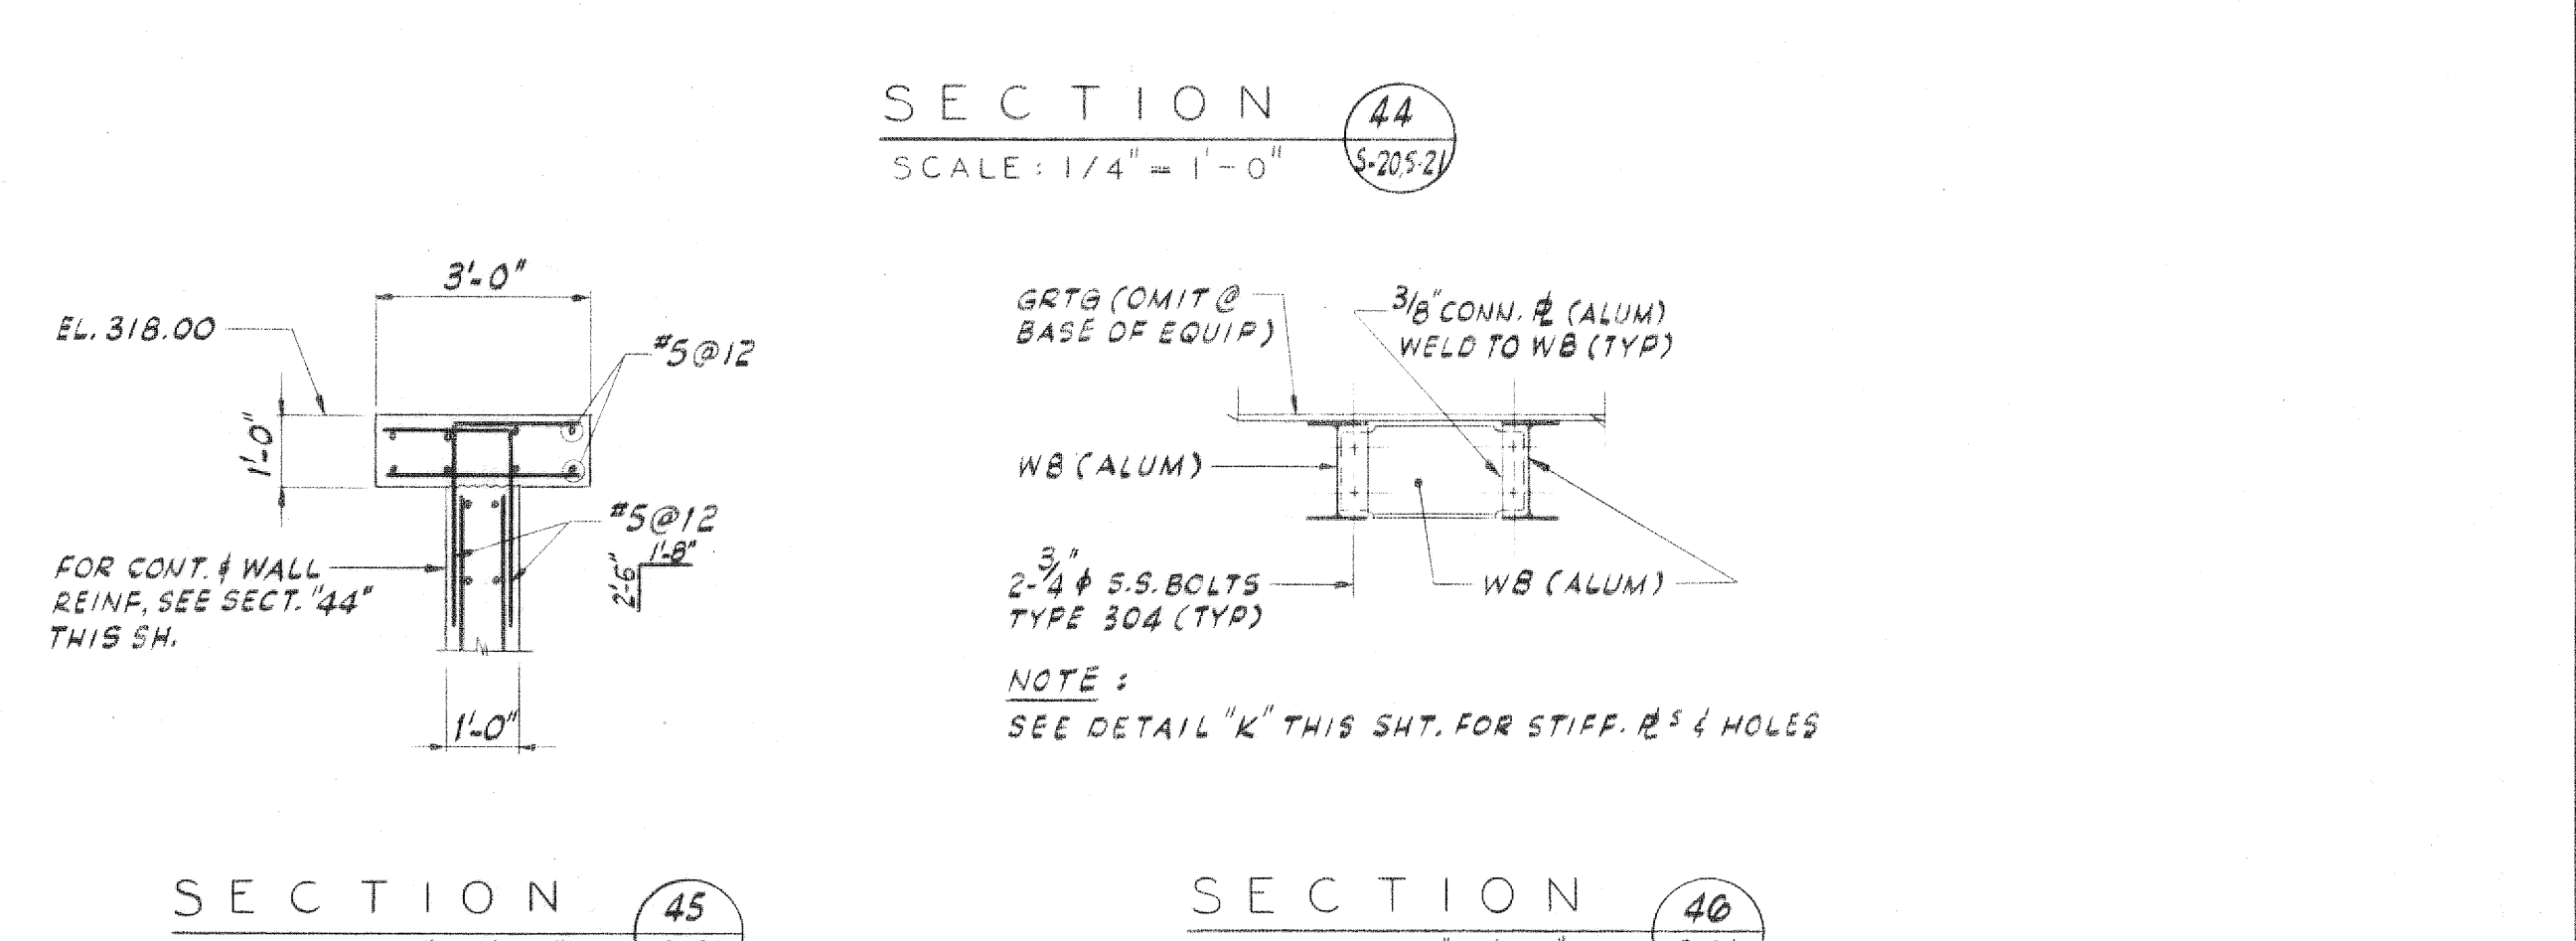 SECTION 44
SCALE: 1/4" = 1'-0" S-20,S-21
3'-0"
EL. 318.00
#5@12
1'-0"
#5@12
1'-8"
2'-6"
FOR CONT. & WALL
REINF, SEE SECT. "44"
THIS SH.
1'-0"
SECTION 45
GRTG (OMIT @
BASE OF EQUIP)
3/8" CONN. ℄ (ALUM)
WELD TO W8 (TYP)
W8 (ALUM)
2-3/4" φ S.S. BOLTS
TYPE 304 (TYP)
W8 (ALUM)
NOTE :
SEE DETAIL "K" THIS SHT. FOR STIFF. ℄S & HOLES
SECTION 46